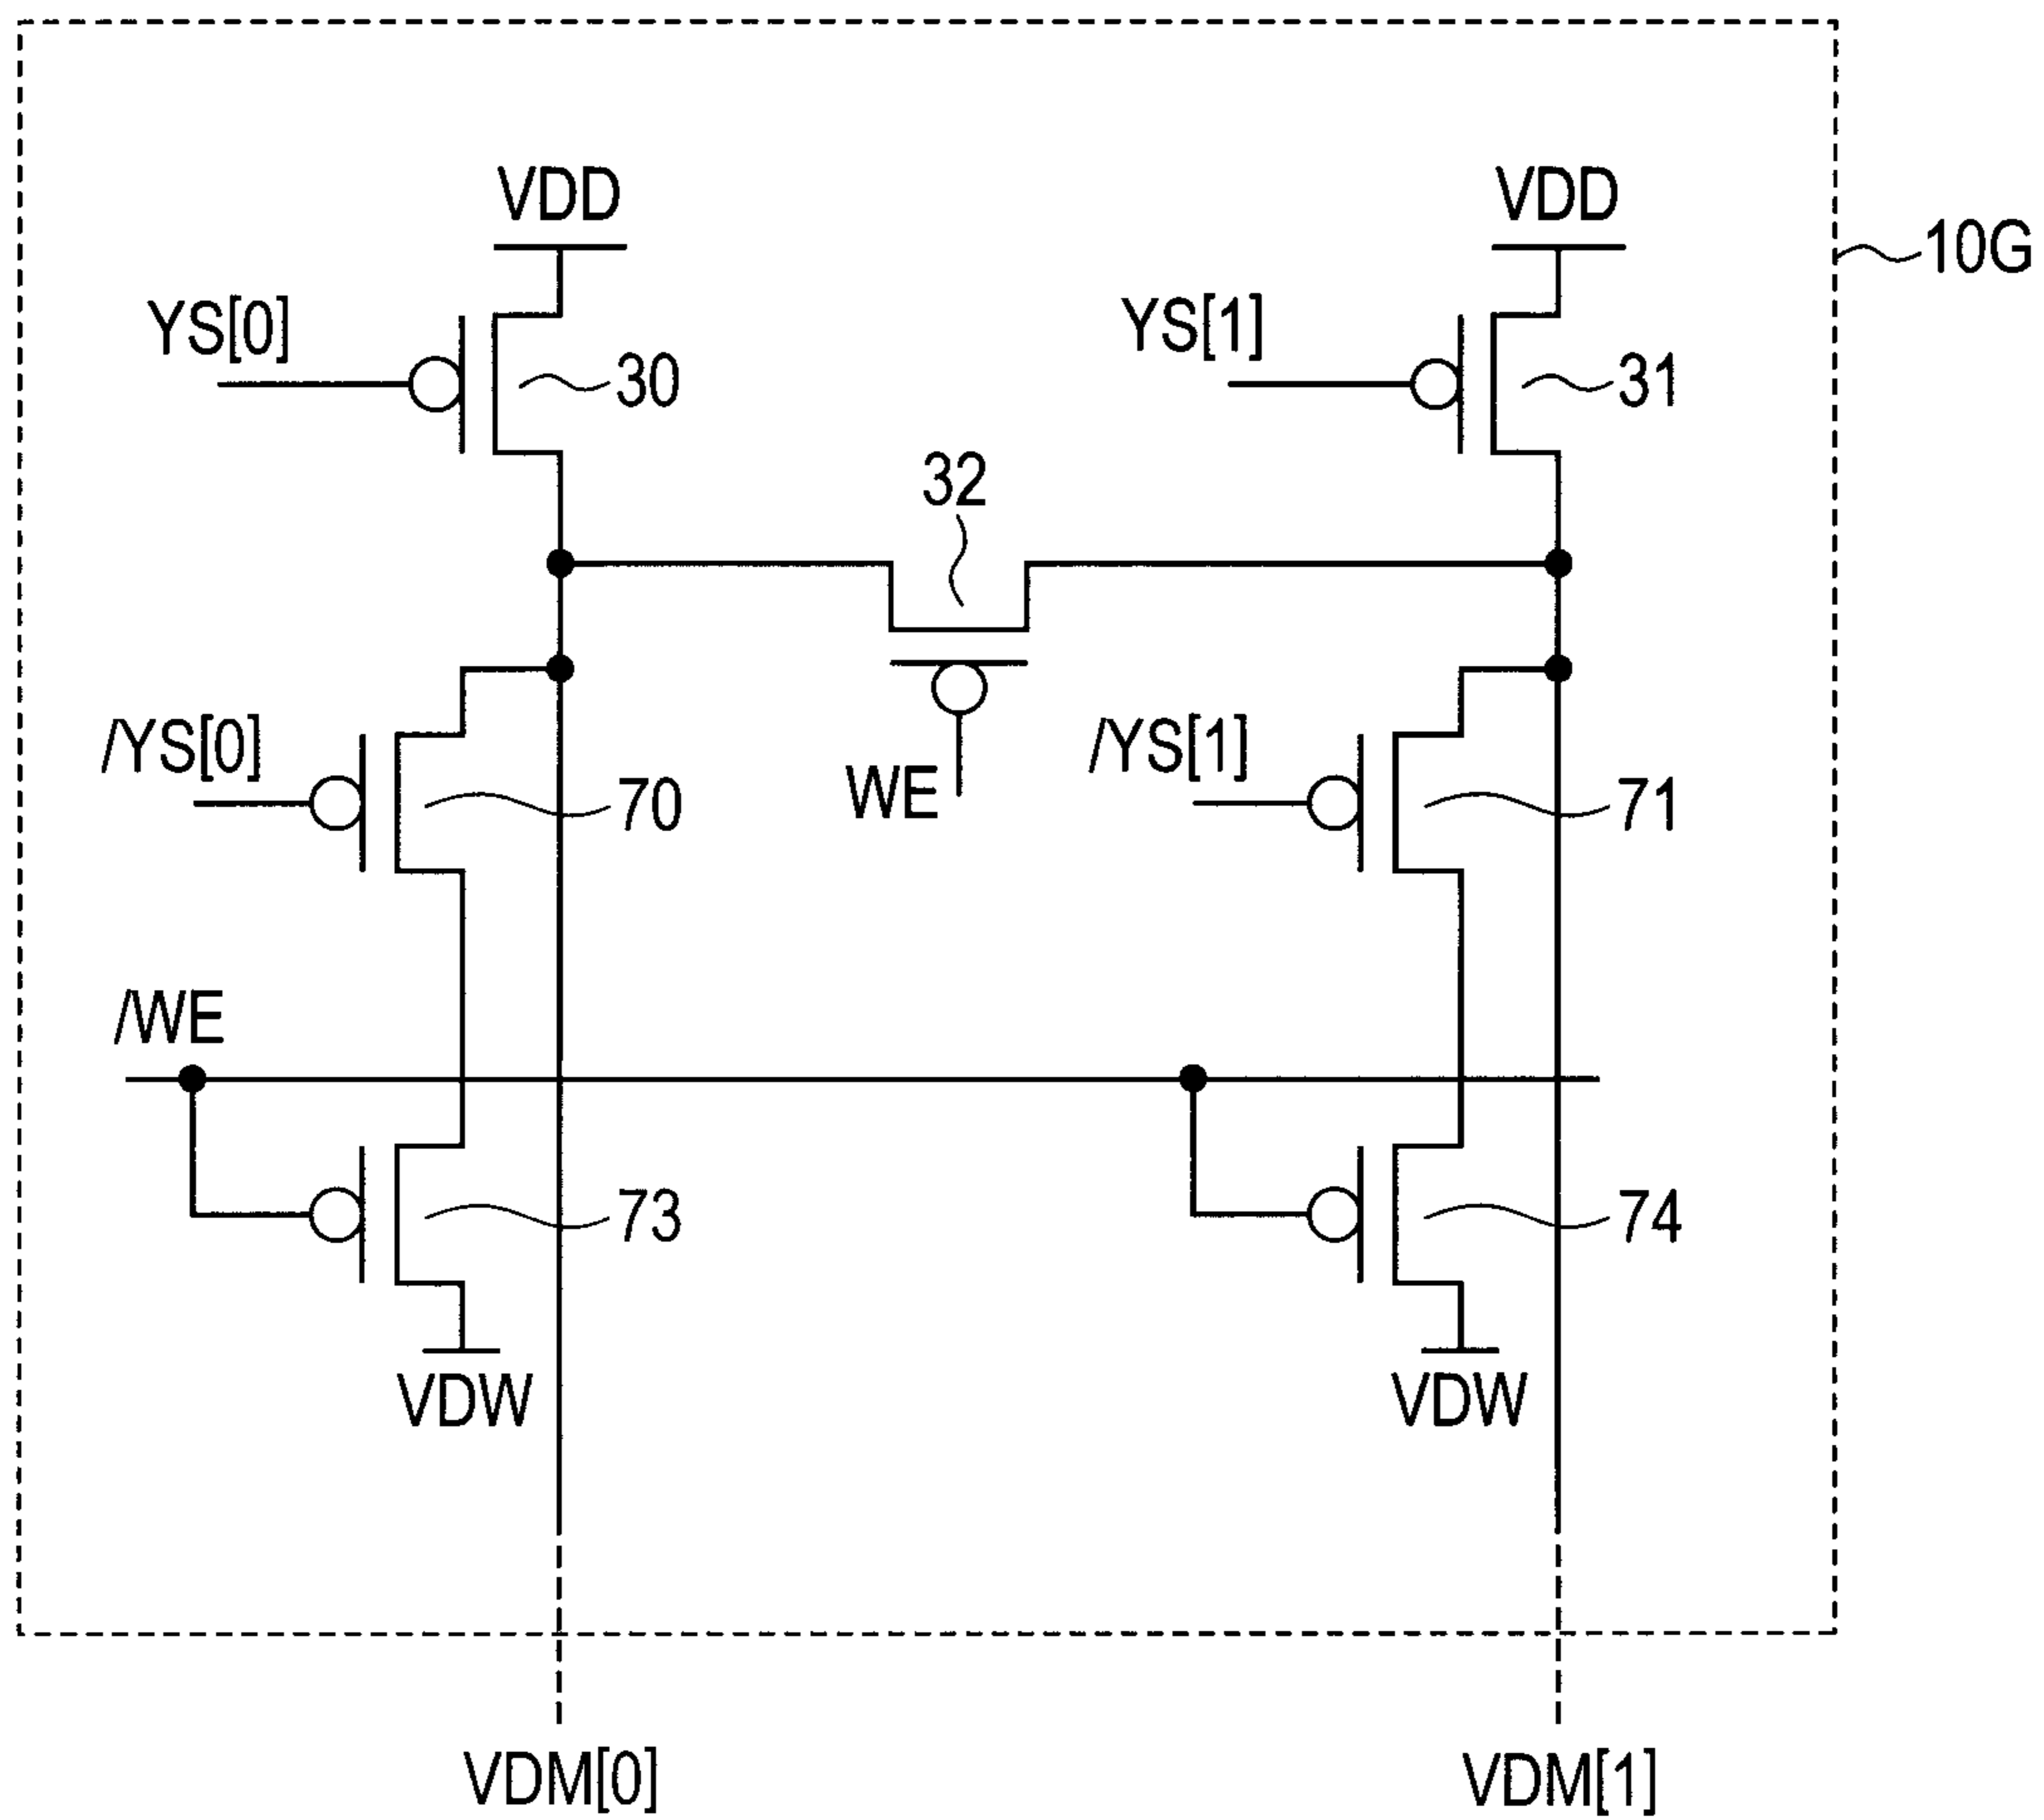 VDD
VDD
10G
YS[0]
YS[1]
30
31
32
/YS[0]
/YS[1]
70
WE
71
/WE
73
74
VDW
VDW
VDM[0]
VDM[1]